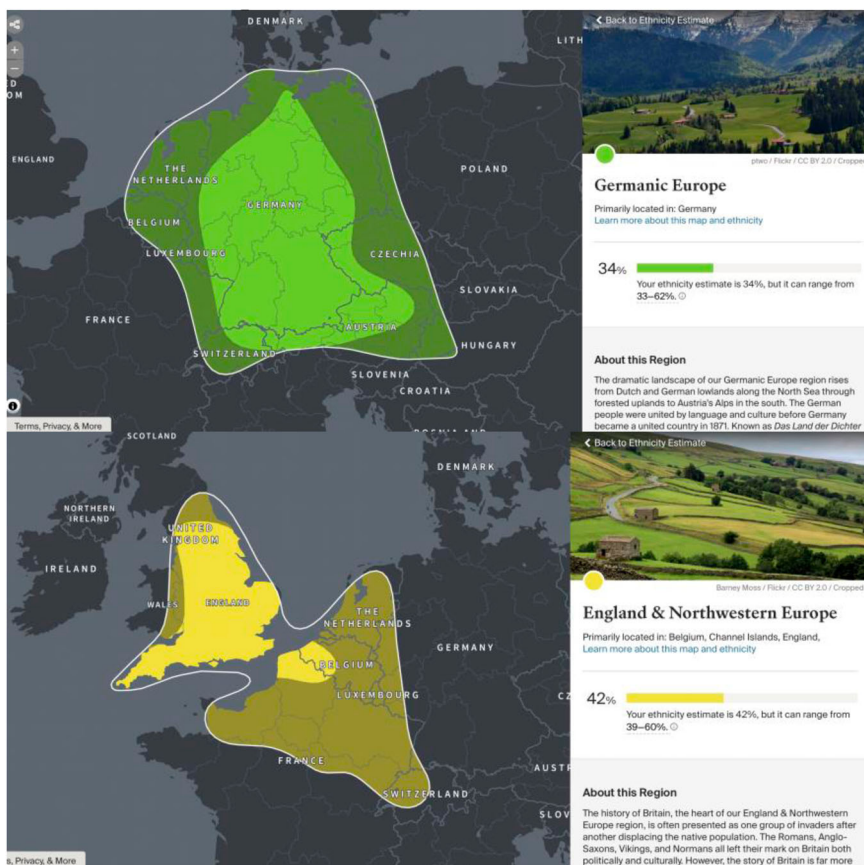 DENMARK
LITH
+
−
D
OM
ENGLAND
THE
NETHERLANDS
POLAND
GERMANY
BELGIUM
LUXEMBOURG
CZECHIA
SLOVAKIA
FRANCE
AUSTRIA
HUNGARY
SWITZERLAND
SLOVENIA
CROATIA
Terms, Privacy, & More
Back to Ethnicity Estimate
ptwo / Flickr / CC BY 2.0 / Cropped
Germanic Europe
Primarily located in: Germany
Learn more about this map and ethnicity
34%
Your ethnicity estimate is 34%, but it can range from
33—62%.
About this Region
The dramatic landscape of our Germanic Europe region rises
from Dutch and German lowlands along the North Sea through
forested uplands to Austria's Alps in the south. The German
people were united by language and culture before Germany
became a united country in 1871. Known as Das Land der Dichter
SCOTLAND
DENMARK
NORTHERN
IRELAND
UNITED
KINGDOM
IRELAND
WALES
ENGLAND
THE
NETHERLANDS
GERMANY
BELGIUM
LUXEMBOURG
CZ
FRANCE
AUSTR
SWITZERLAND
SLOV
s, Privacy, & More
Back to Ethnicity Estimate
Barney Moss / Flickr / CC BY 2.0 / Cropped
England & Northwestern Europe
Primarily located in: Belgium, Channel Islands, England,
Learn more about this map and ethnicity
42%
Your ethnicity estimate is 42%, but it can range from
39—60%.
About this Region
The history of Britain, the heart of our England & Northwestern
Europe region, is often presented as one group of invaders after
another displacing the native population. The Romans, Anglo-
Saxons, Vikings, and Normans all left their mark on Britain both
politically and culturally. However, the story of Britain is far more